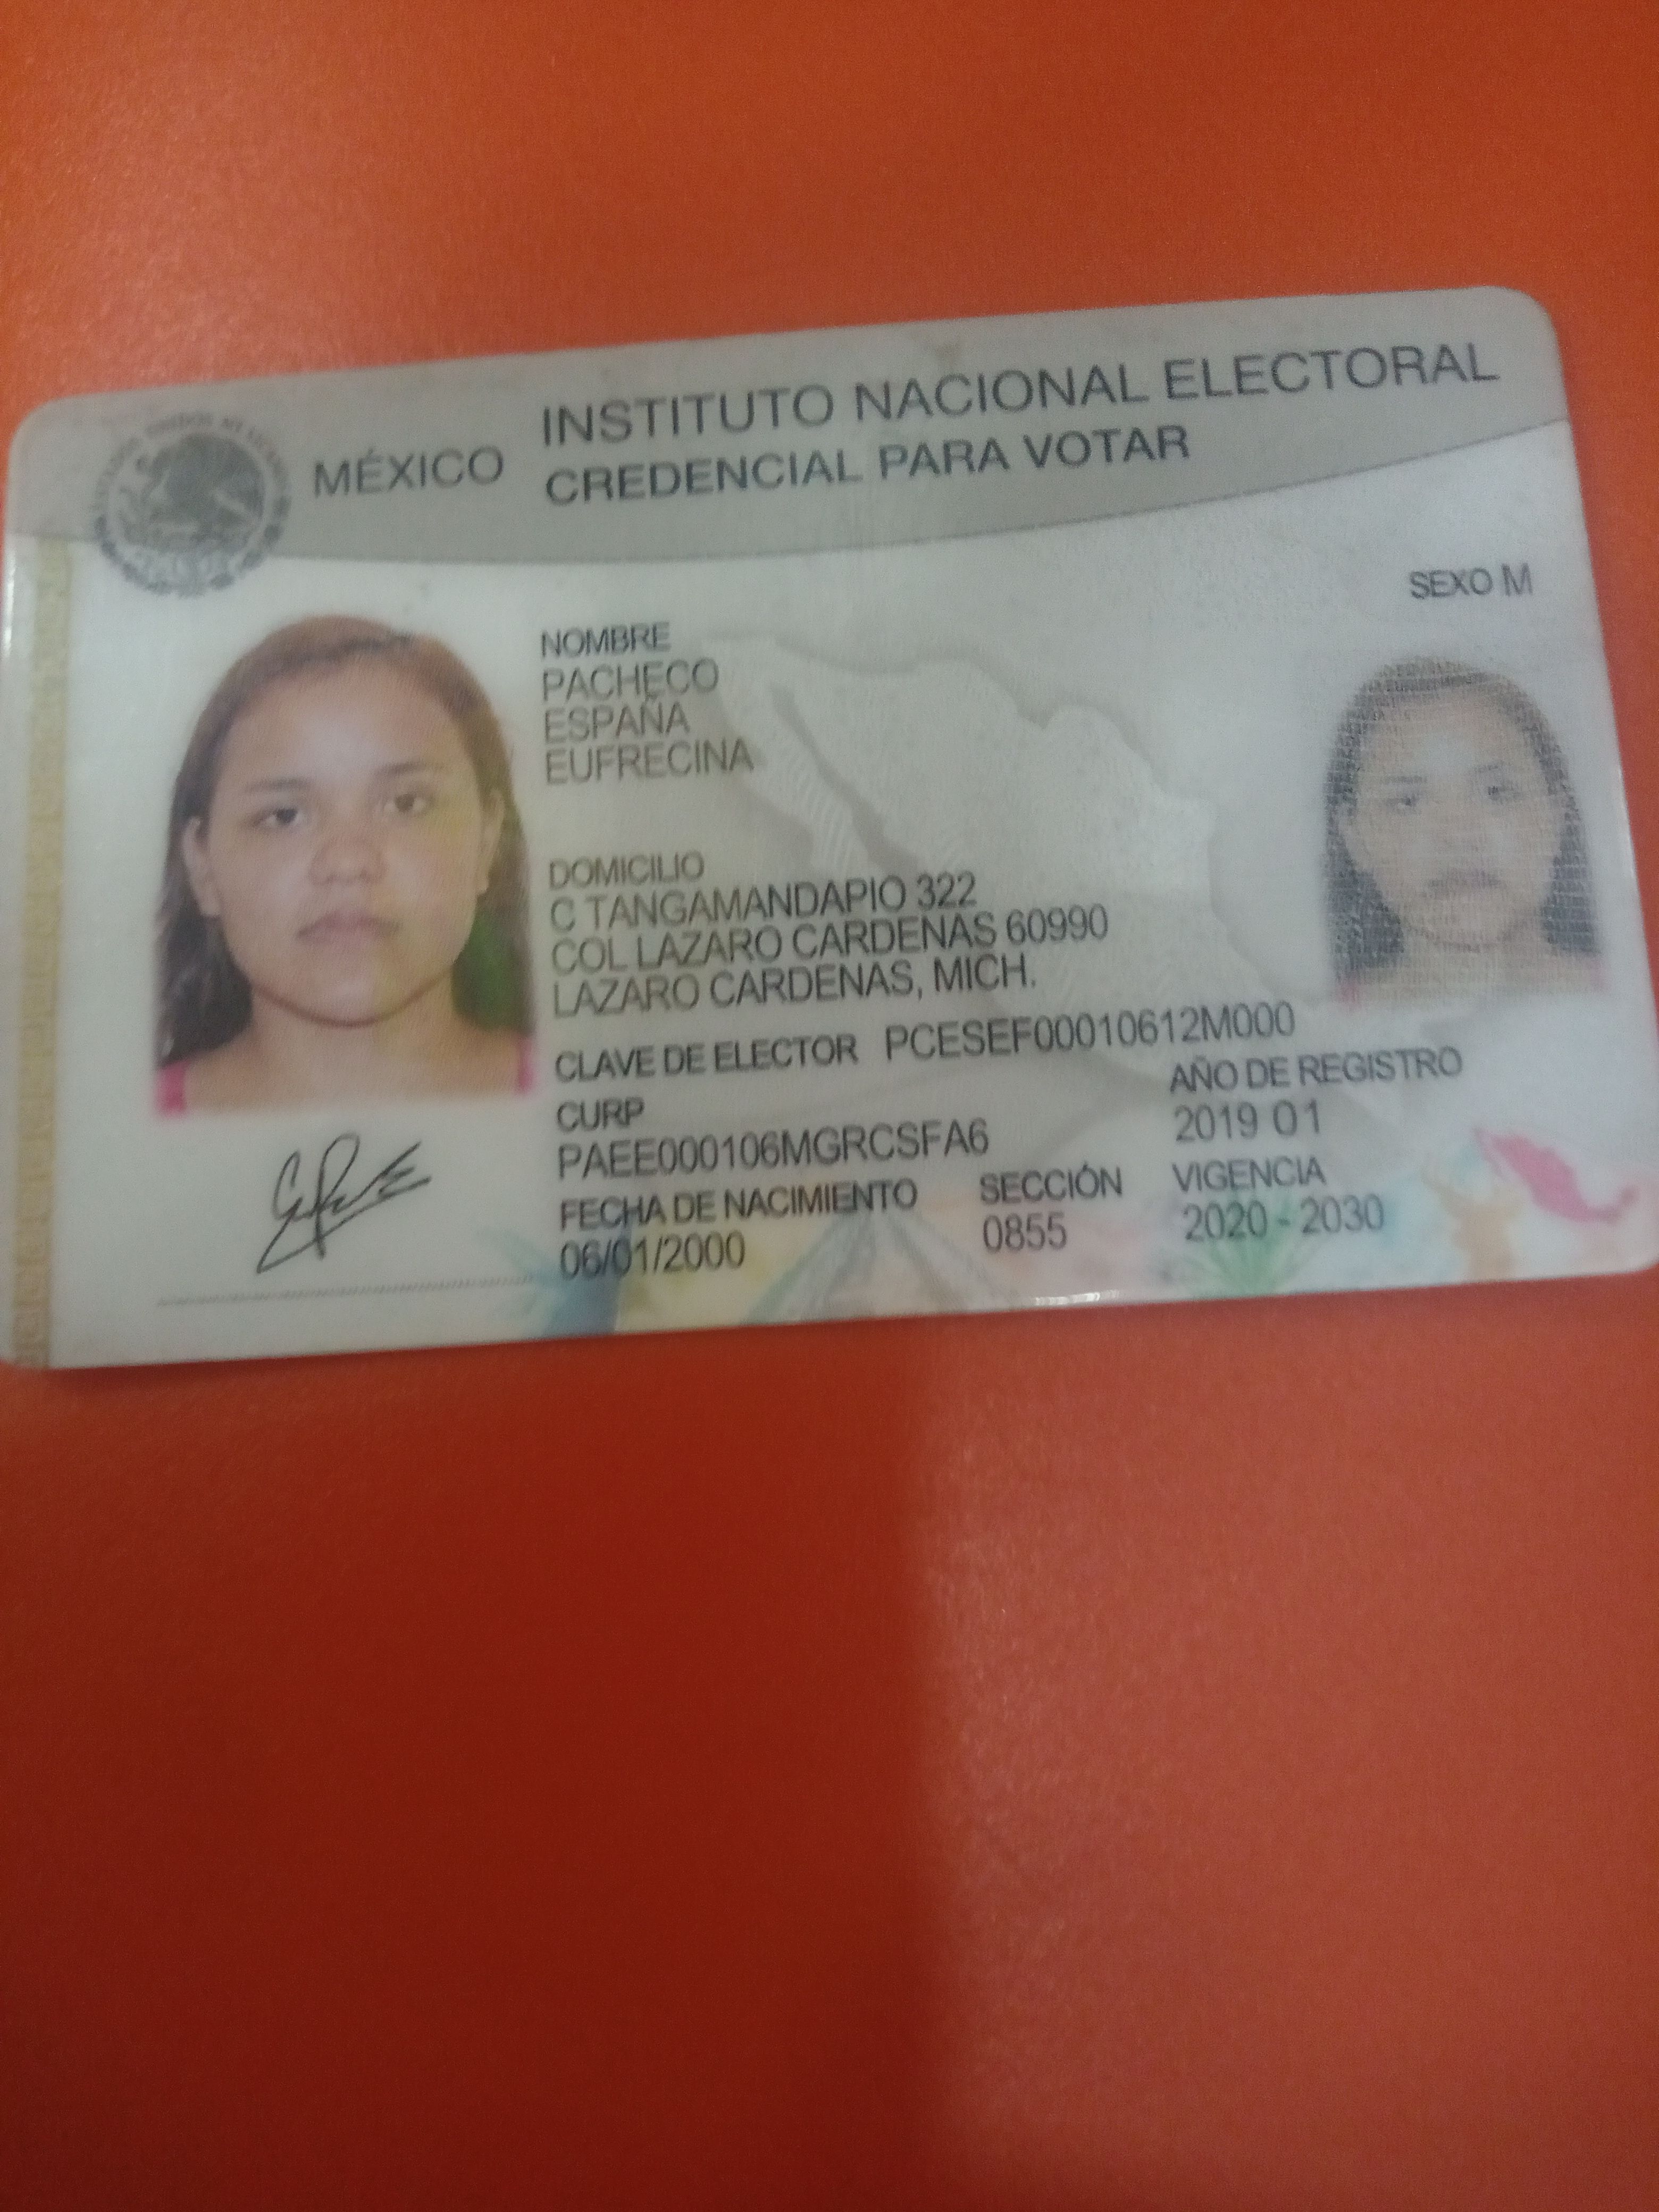 MÉXICO
INSTITUTO NACIONAL ELECTORAL
CREDENCIAL PARA VOTAR
SEXO M
NOMBRE
PACHECO
ESPAÑA
EUFRECINA
DOMICILIO
C TANGAMANDAPIO 322
COL LAZARO CARDENAS 60990
LAZARO CARDENAS, MICH.
CLAVE DE ELECTOR PCESEF00010612M000
CURP
PAEE000106MGRCSFA6
AÑO DE REGISTRO
2019 01
FECHA DE NACIMIENTO
06/01/2000
SECCIÓN
0855
VIGENCIA
2020 - 2030